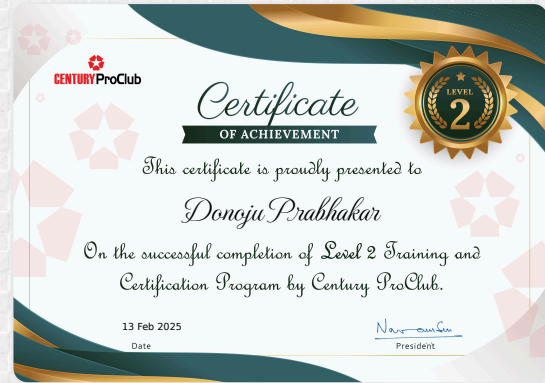 CENTURY ProClub
Certificate
OF ACHIEVEMENT
LEVEL
2
This certificate is proudly presented to
Donoju Prabhakar
On the successful completion of Level 2 Training and
Certification Program by Century ProClub.
13 Feb 2025
Date
President